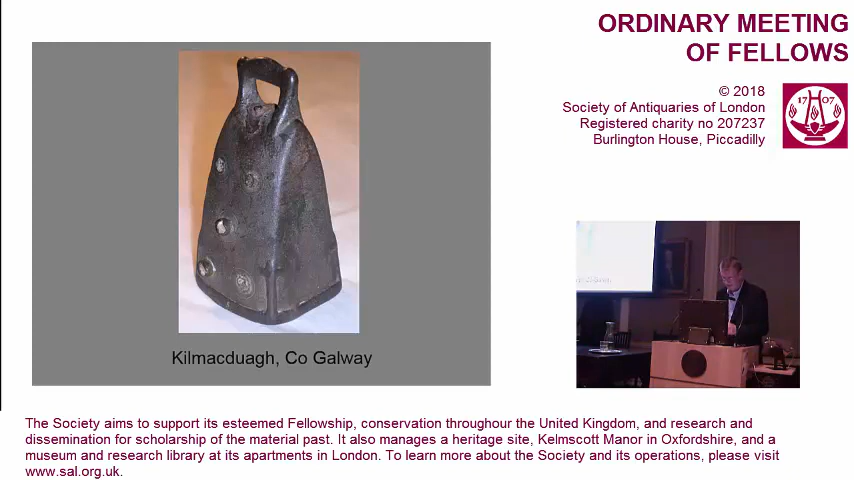 ORDINARY MEETING
OF FELLOWS
© 2018
Society of Antiquaries of London
Registered charity no 207237
Burlington House, Piccadilly
17 07
Kilmacduagh, Co Galway
The Society aims to support its esteemed Fellowship, conservation throughour the United Kingdom, and research and
dissemination for scholarship of the material past. It also manages a heritage site, Kelmscott Manor in Oxfordshire, and a
museum and research library at its apartments in London. To learn more about the Society and its operations, please visit
www.sal.org.uk.